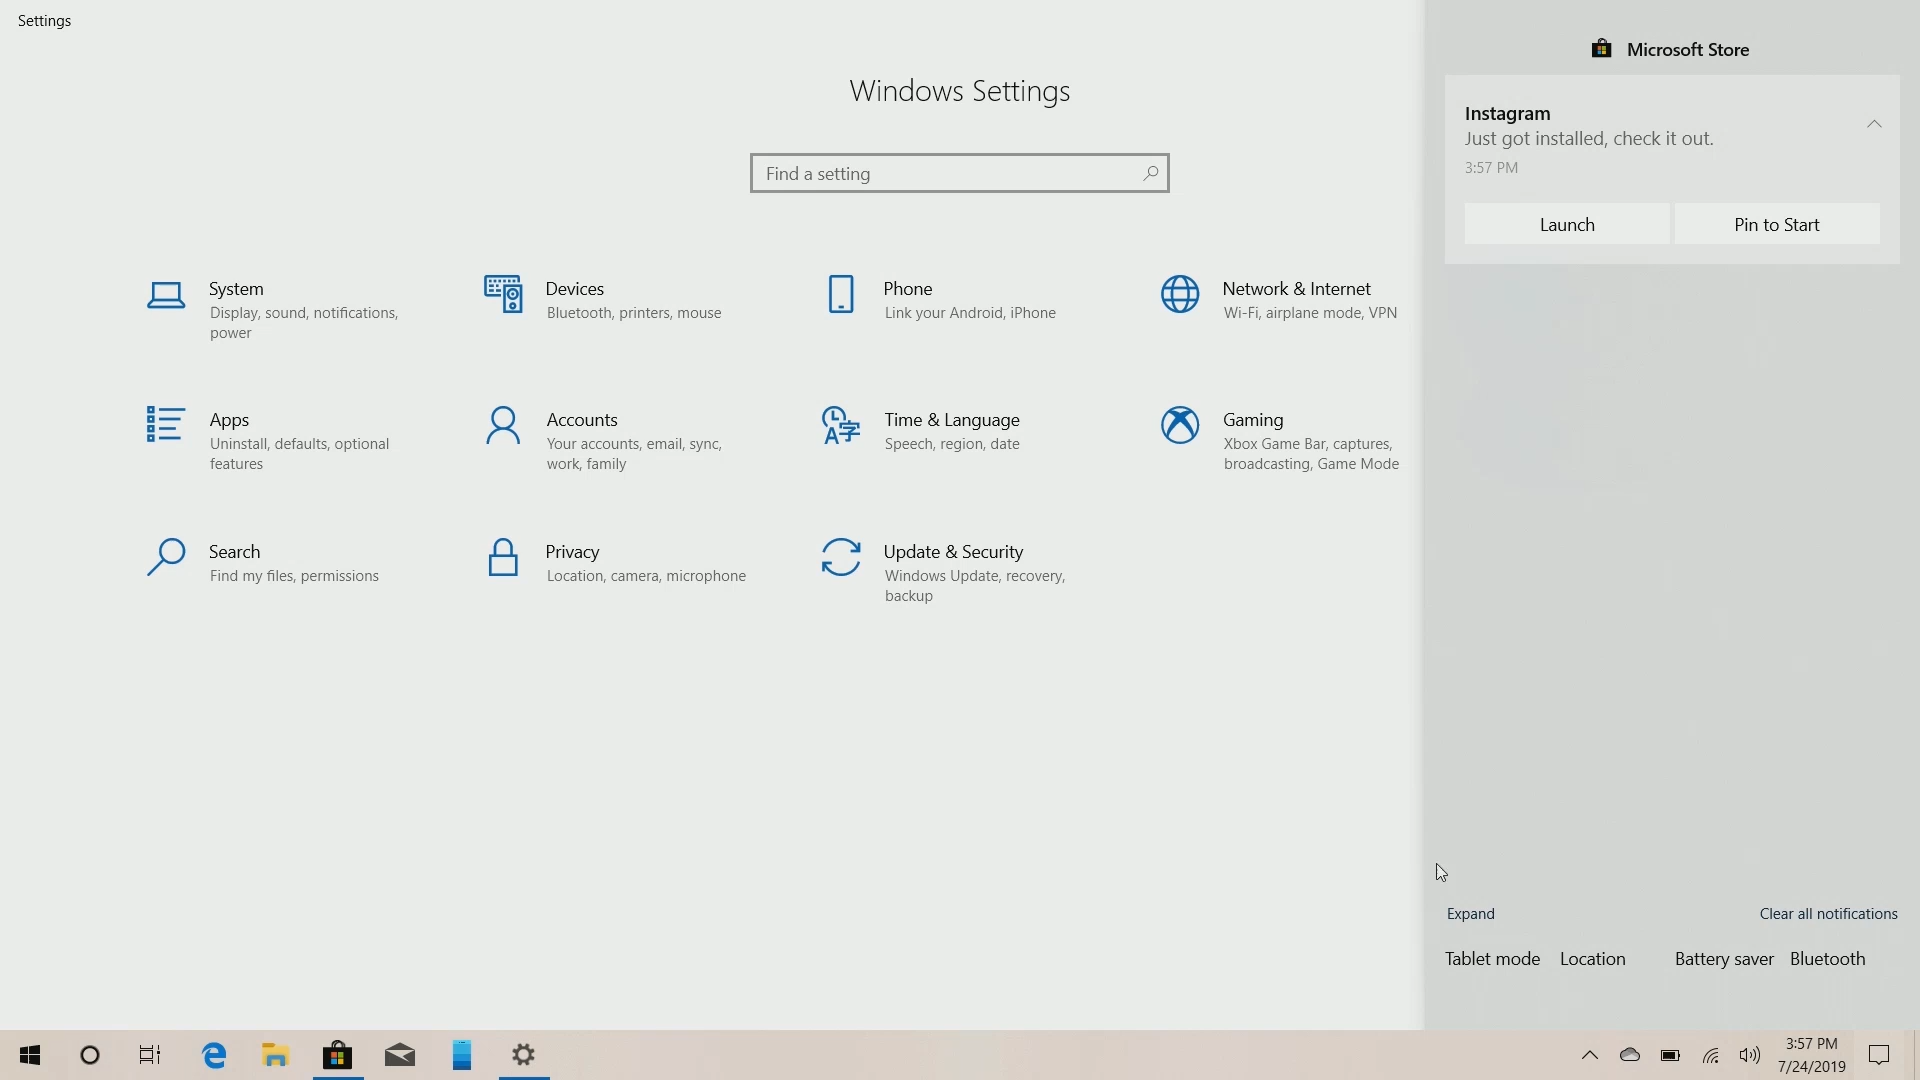 Settings
Windows Settings
Find a setting
System
Display, sound, notifications,
power
Devices
Bluetooth, printers, mouse
Phone
Link your Android, iPhone
Network & Internet
Wi-Fi, airplane mode, VPN
Apps
Uninstall, defaults, optional
features
Accounts
Your accounts, email, sync,
work, family
Time & Language
Speech, region, date
Gaming
Xbox Game Bar, captures,
broadcasting, Game Mode
Search
Find my files, permissions
Privacy
Location, camera, microphone
Update & Security
Windows Update, recovery,
backup
Microsoft Store
Instagram
Just got installed, check it out.
3:57 PM
Launch
Pin to Start
Expand
Clear all notifications
Tablet mode
Location
Battery saver
Bluetooth
3:57 PM
7/24/2019